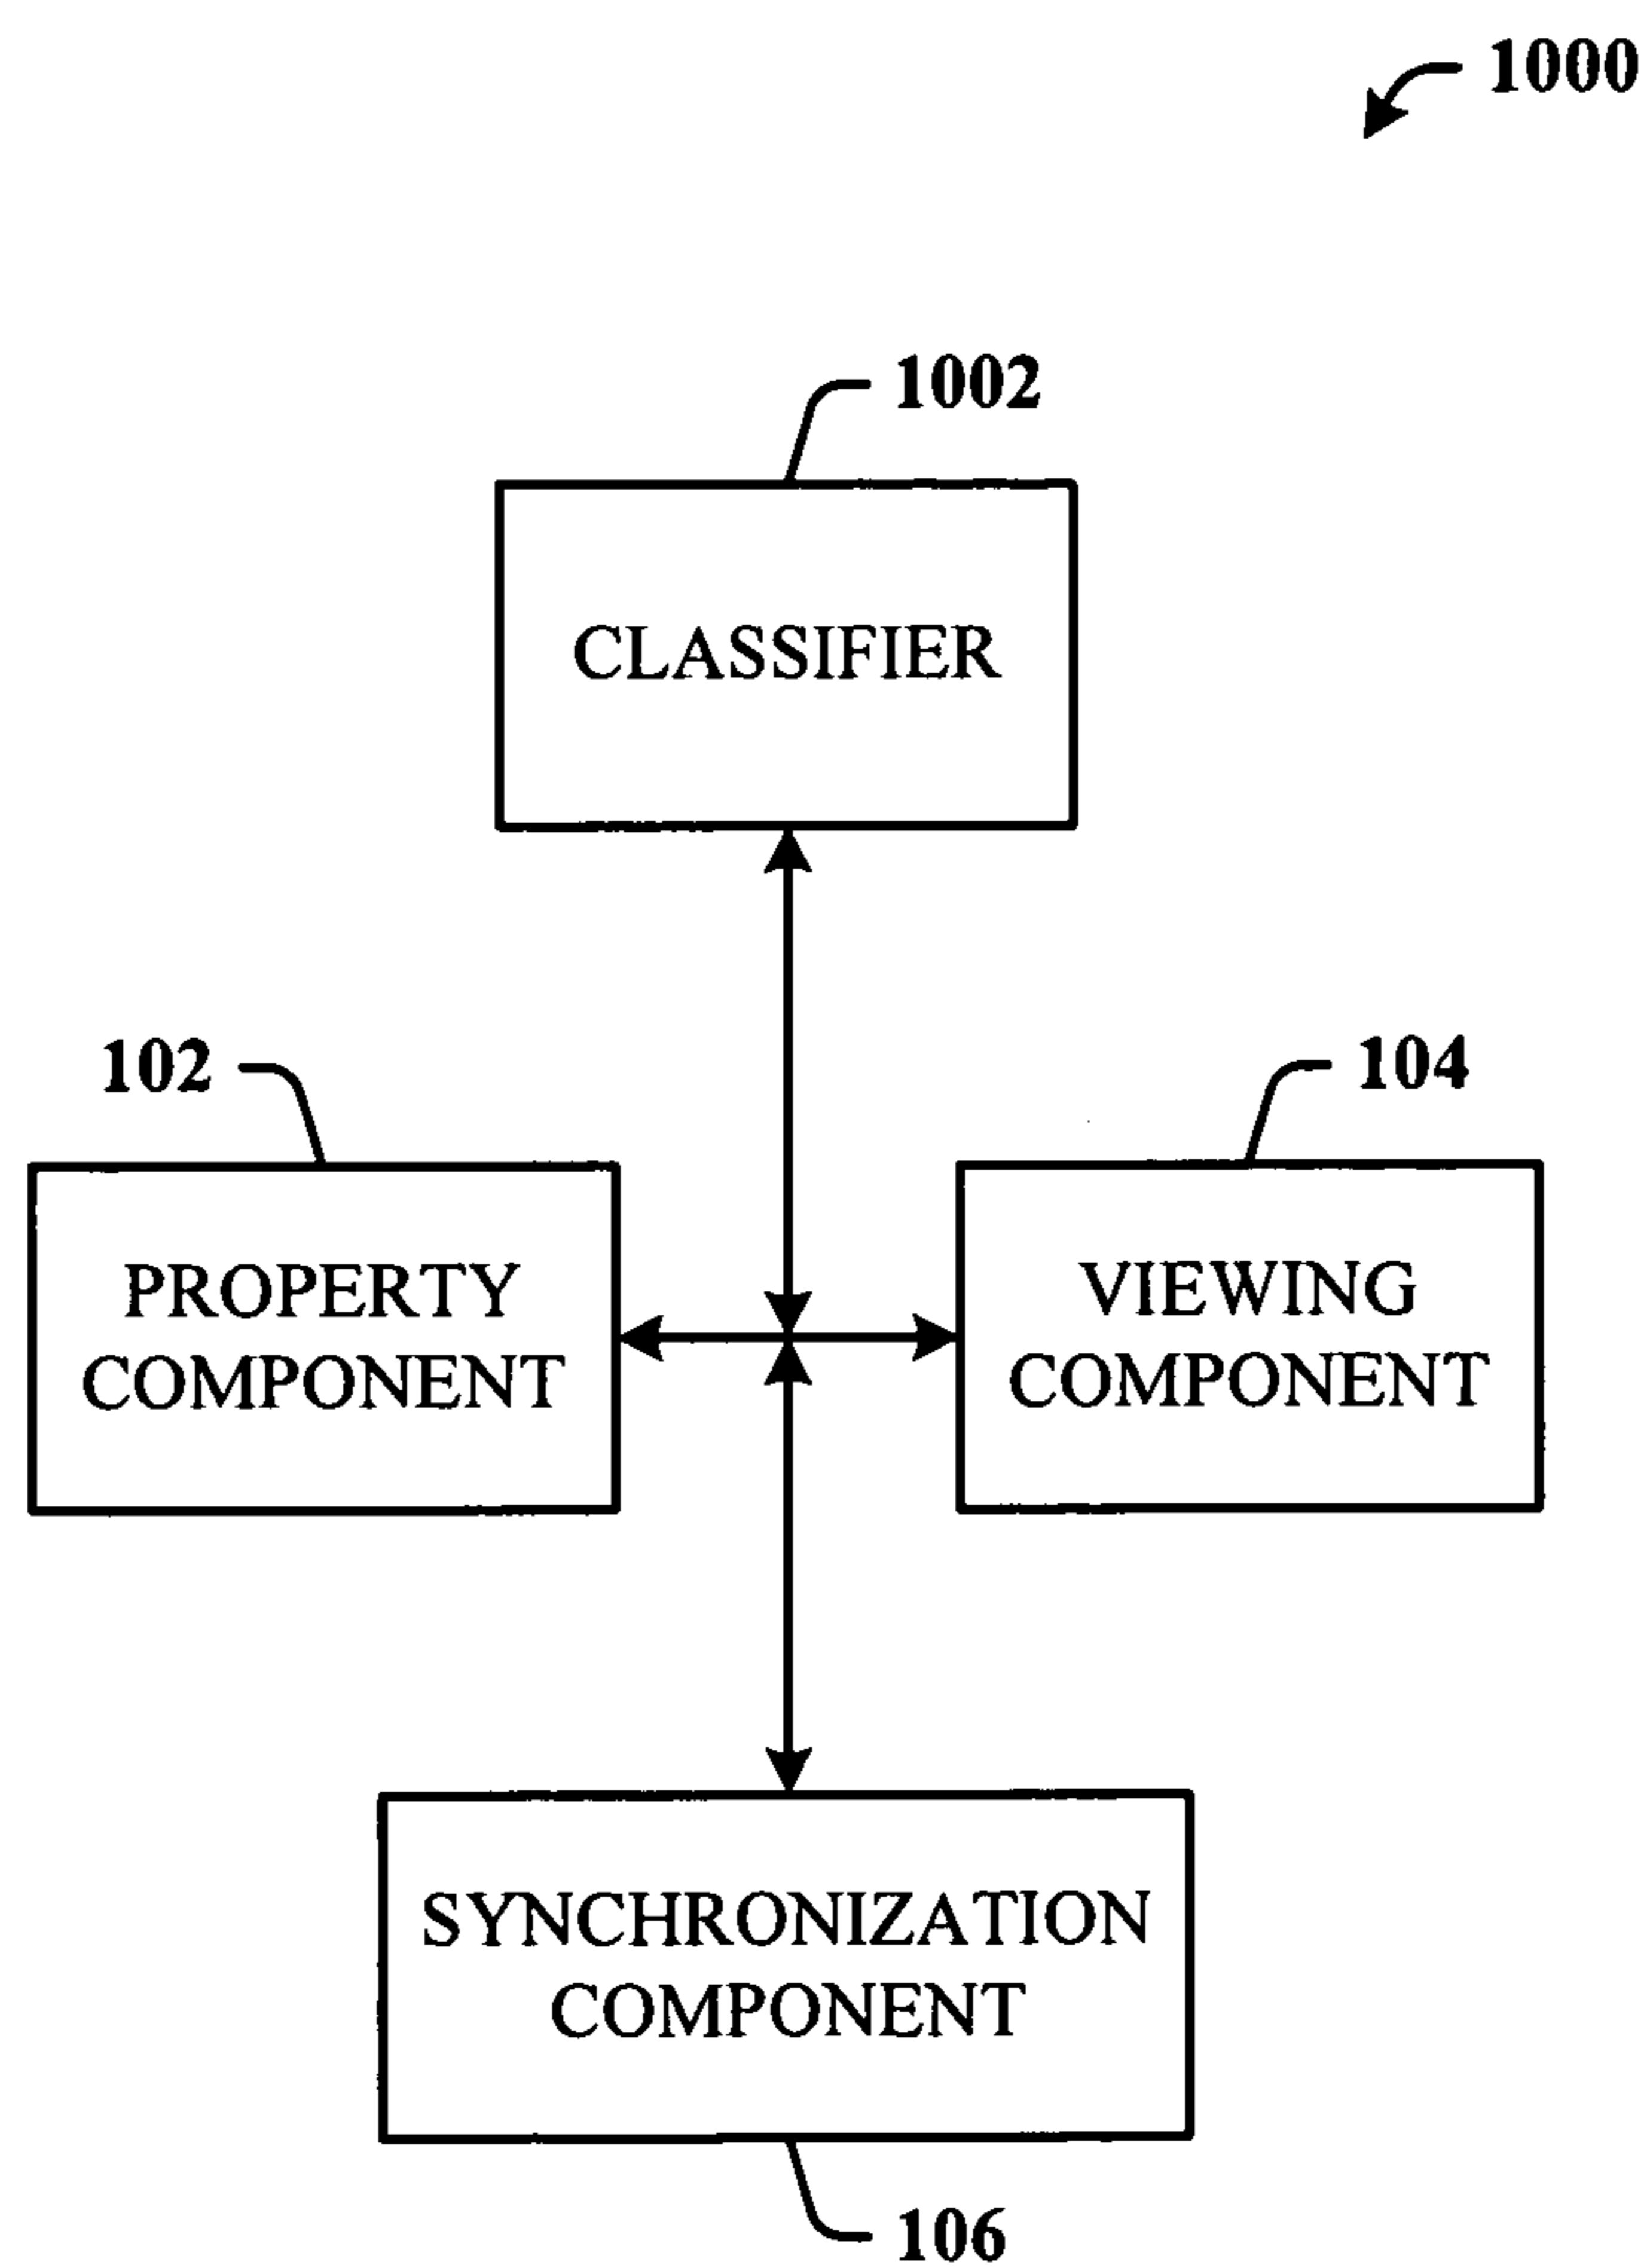 1000
1002
CLASSIFIER
102
104
PROPERTY
COMPONENT
VIEWING
COMPONENT
SYNCHRONIZATION
COMPONENT
106